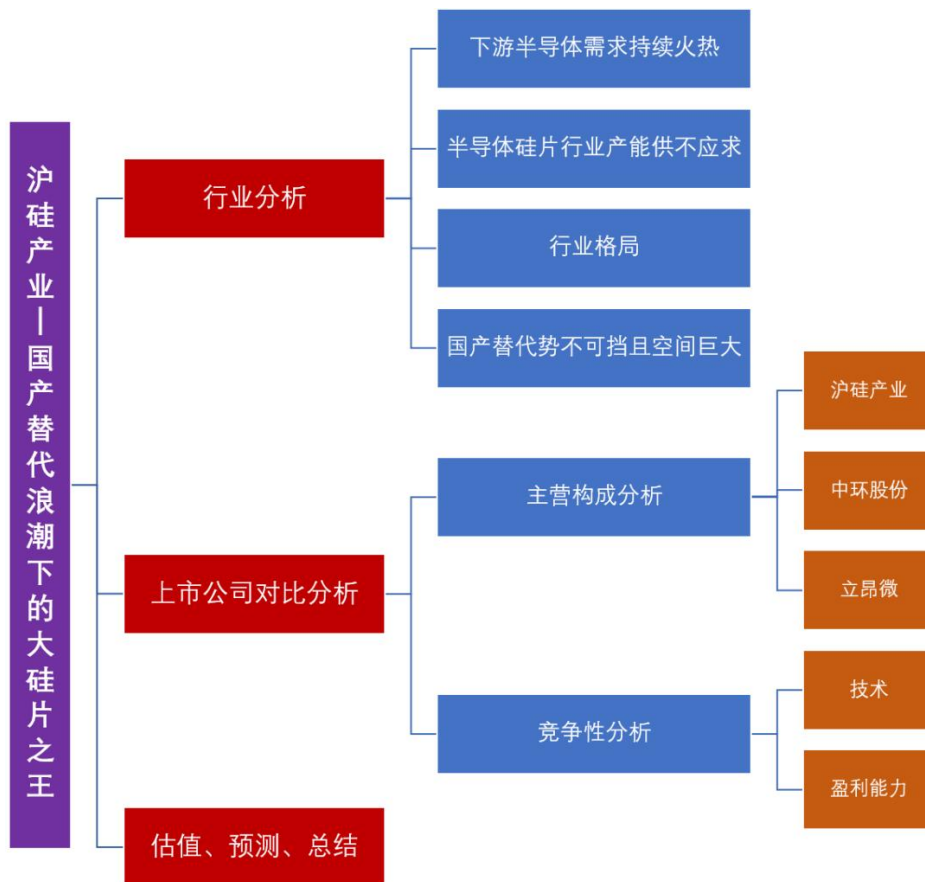 沪硅产业—国产替代浪潮下的大硅片之王
行业分析
下游半导体需求持续火热
半导体硅片行业产能供不应求
行业格局
国产替代势不可挡且空间巨大
上市公司对比分析
主营构成分析
沪硅产业
中环股份
立昂微
竞争性分析
技术
盈利能力
估值、预测、总结